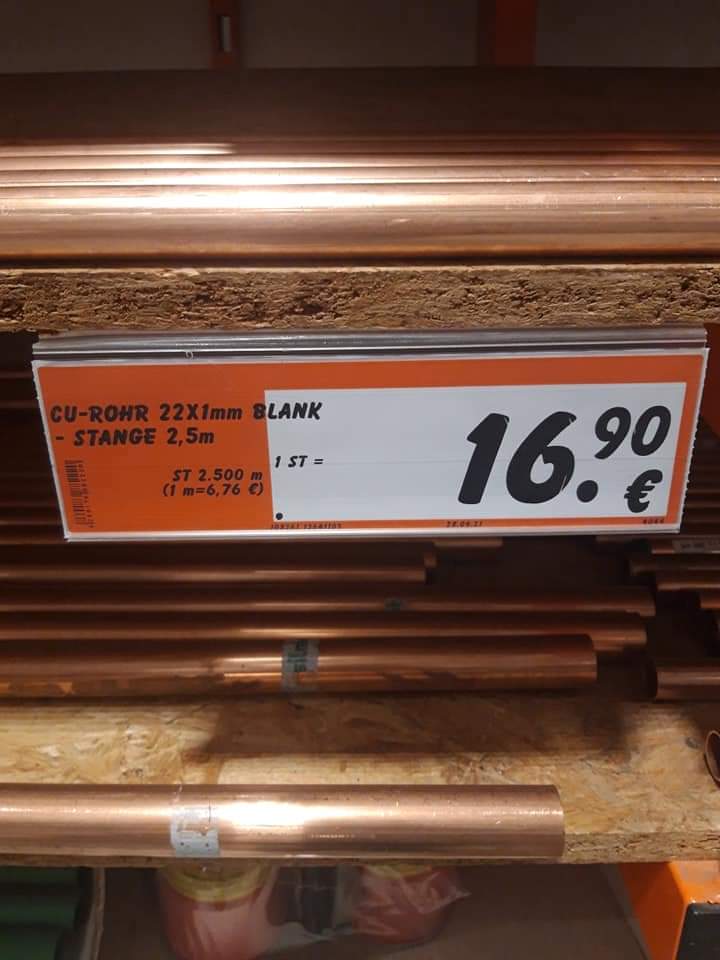 CU-ROHR 22X1mm BLANK
- STANGE 2,5m
1 ST =
16.90
€
ST 2.500 m
(1 m=6,76 €)